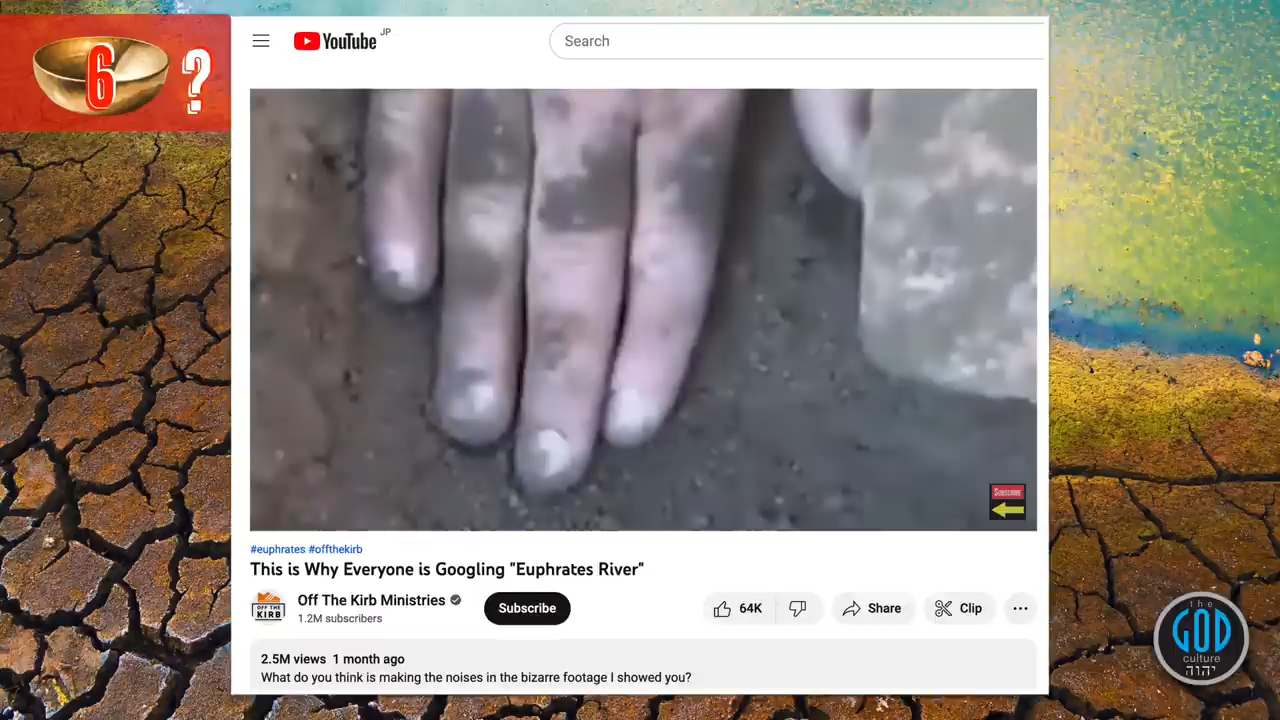 6 ?
YouTube JP
Search
Subscribe
#euphrates #offthekirb
This is Why Everyone is Googling "Euphrates River"
OFF THE KIRB
Off The Kirb Ministries
1.2M subscribers
Subscribe
64K
Share
Clip
2.5M views 1 month ago
What do you think is making the noises in the bizarre footage I showed you?
the
GOD
culture
יהוה